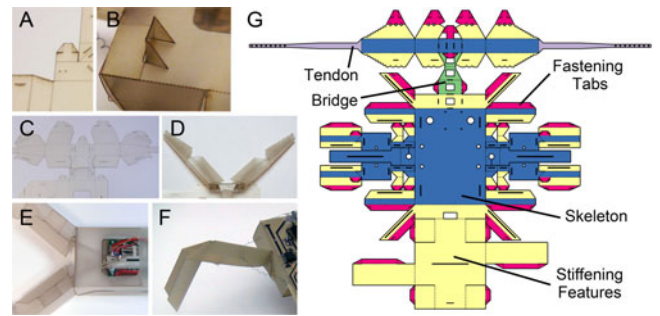 A
B
G
Tendon
Bridge
Fastening
Tabs
C
D
E
F
Skeleton
Stiffening
Features